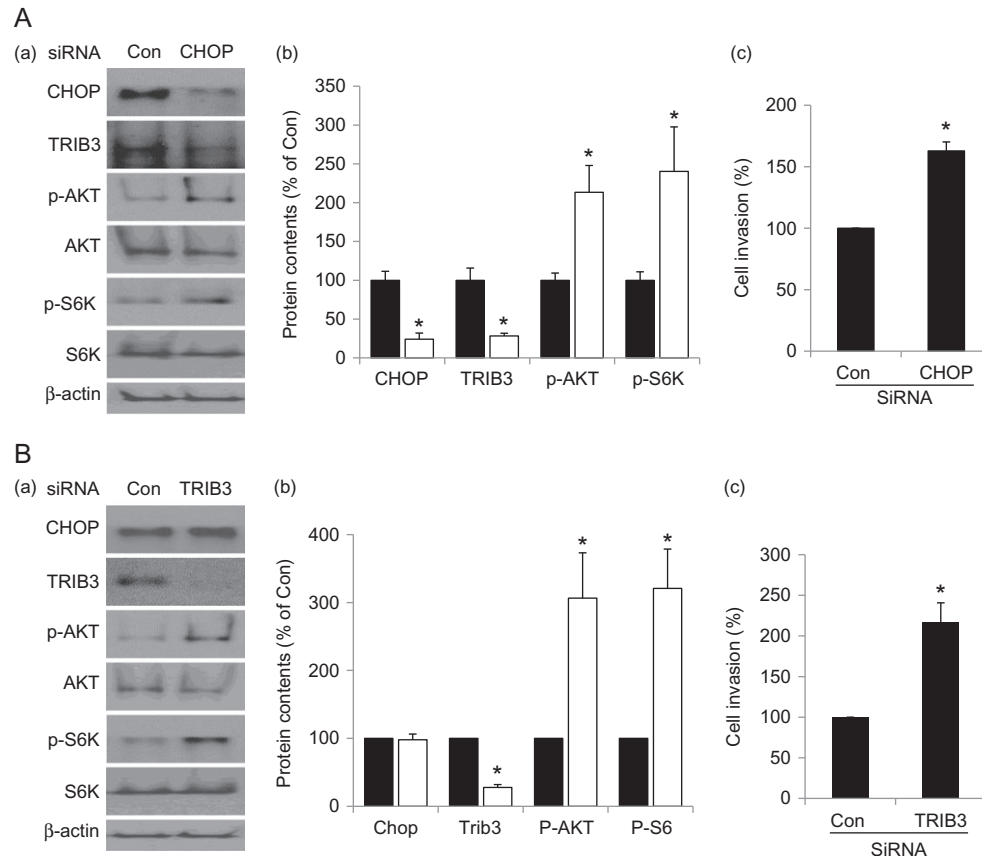 A
(a) siRNA Con CHOP
CHOP
TRIB3
p-AKT
AKT
p-S6K
S6K
β-actin
(b)
Protein contents (% of Con)
350
300
250
200
150
100
50
0
* * * *
CHOP TRIB3 p-AKT p-S6K
(c)
Cell invasion (%)
200
150
100
50
0
*
Con CHOP
SiRNA
B
(a) siRNA Con TRIB3
CHOP
TRIB3
p-AKT
AKT
p-S6K
S6K
β-actin
(b)
Protein contents (% of Con)
400
300
200
100
0
* * *
Chop Trib3 P-AKT P-S6
(c)
Cell invasion (%)
300
250
200
150
100
50
0
*
Con TRIB3
SiRNA